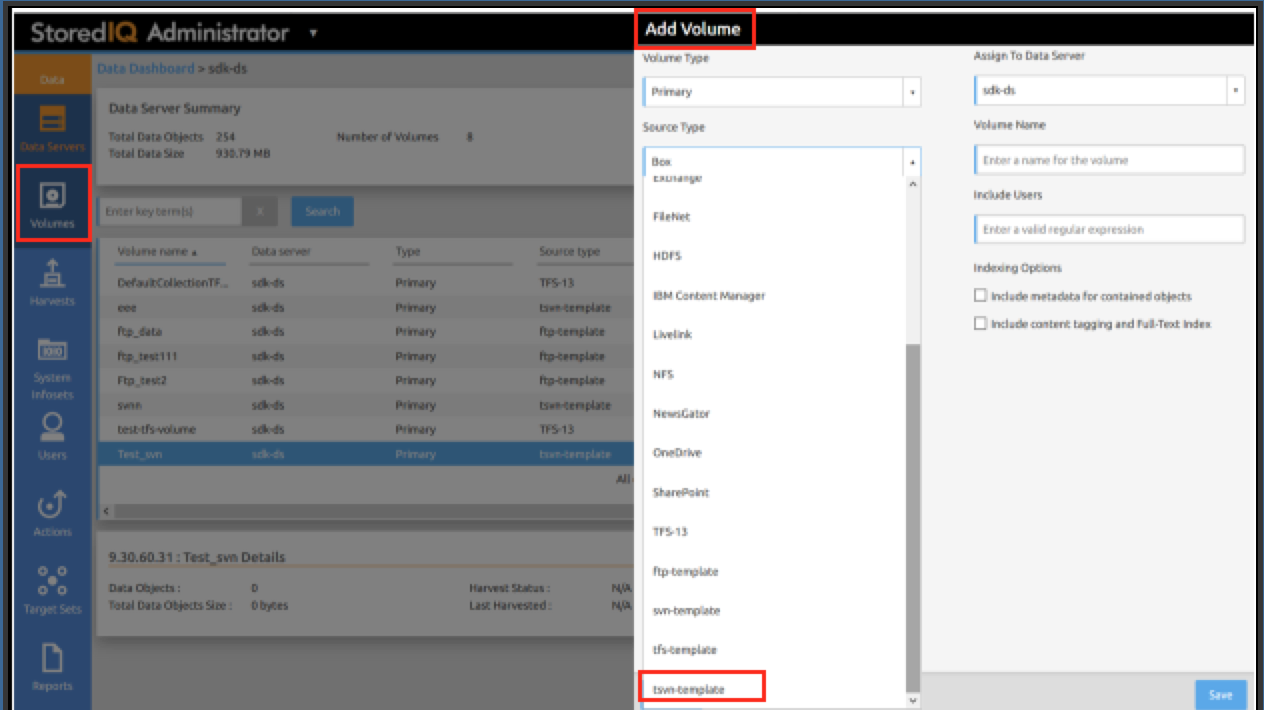 StoredIQ Administrator
Data
Data Servers
Volumes
Harvests
System
Infosets
Users
Actions
Target Sets
Reports
Data Dashboard > sdk-ds
Data Server Summary
Total Data Objects 254 Number of Volumes 8
Total Data Size 930.79 MB
Enter key term(s) X Search
Volume name Data server Type Source type
DefaultCollectionTF... sdk-ds Primary TFS-13
eee sdk-ds Primary tsvn-template
ftp_data sdk-ds Primary ftp-template
ftp_test111 sdk-ds Primary ftp-template
Ftp_test2 sdk-ds Primary ftp-template
svnn sdk-ds Primary tsvn-template
test-tfs-volume sdk-ds Primary TFS-13
Test_svn sdk-ds Primary tsvn-template
All
9.30.60.31 : Test_svn Details
Data Objects : 0 Harvest Status : N/A
Total Data Objects Size : 0 bytes Last Harvested : N/A
Add Volume
Volume Type
Primary
Source Type
Box
Exchange
FileNet
HDFS
IBM Content Manager
Livelink
NFS
NewsGator
OneDrive
SharePoint
TFS-13
ftp-template
svn-template
tfs-template
tsvn-template
Assign To Data Server
sdk-ds
Volume Name
Enter a name for the volume
Include Users
Enter a valid regular expression
Indexing Options
Include metadata for contained objects
Include content tagging and Full-Text Index
Save